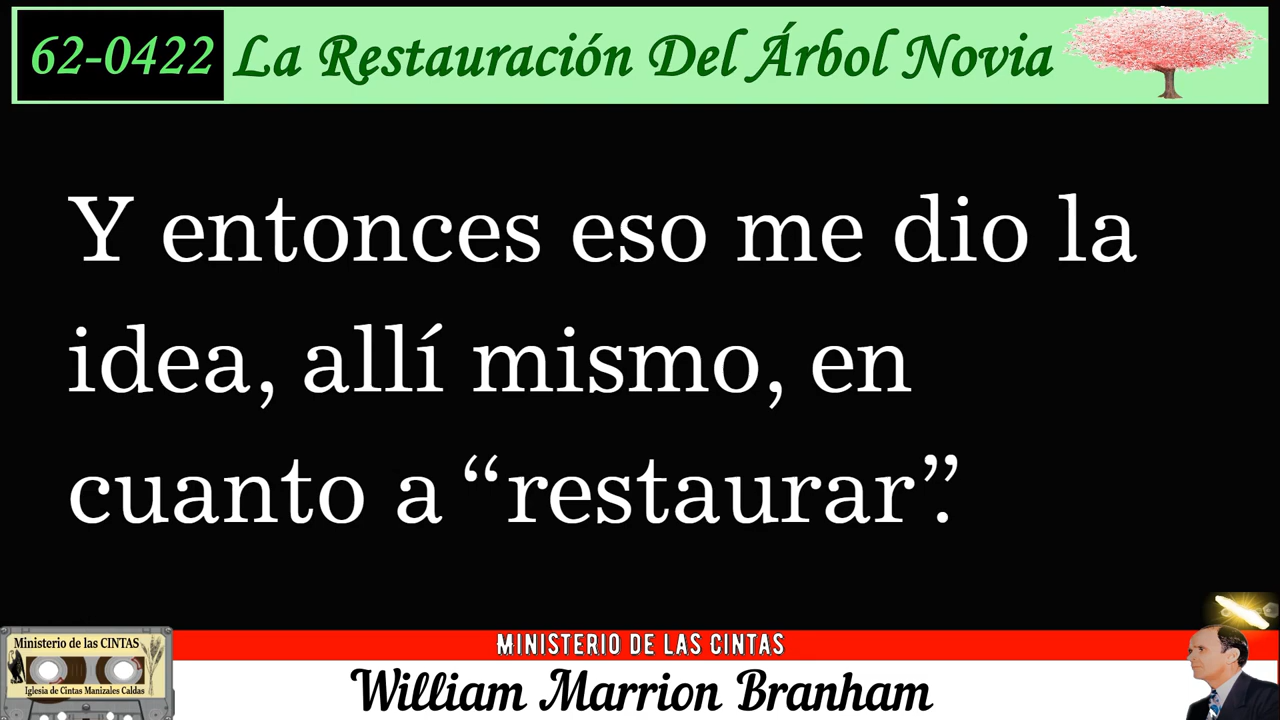 62-0422 La Restauración Del Árbol Novia
Y entonces eso me dio la
idea, allí mismo, en
cuanto a “restaurar”.
MINISTERIO DE LAS CINTAS
Ministerio de las CINTAS
Iglesia de Cintas Manizales Caldas
William Marrion Branham